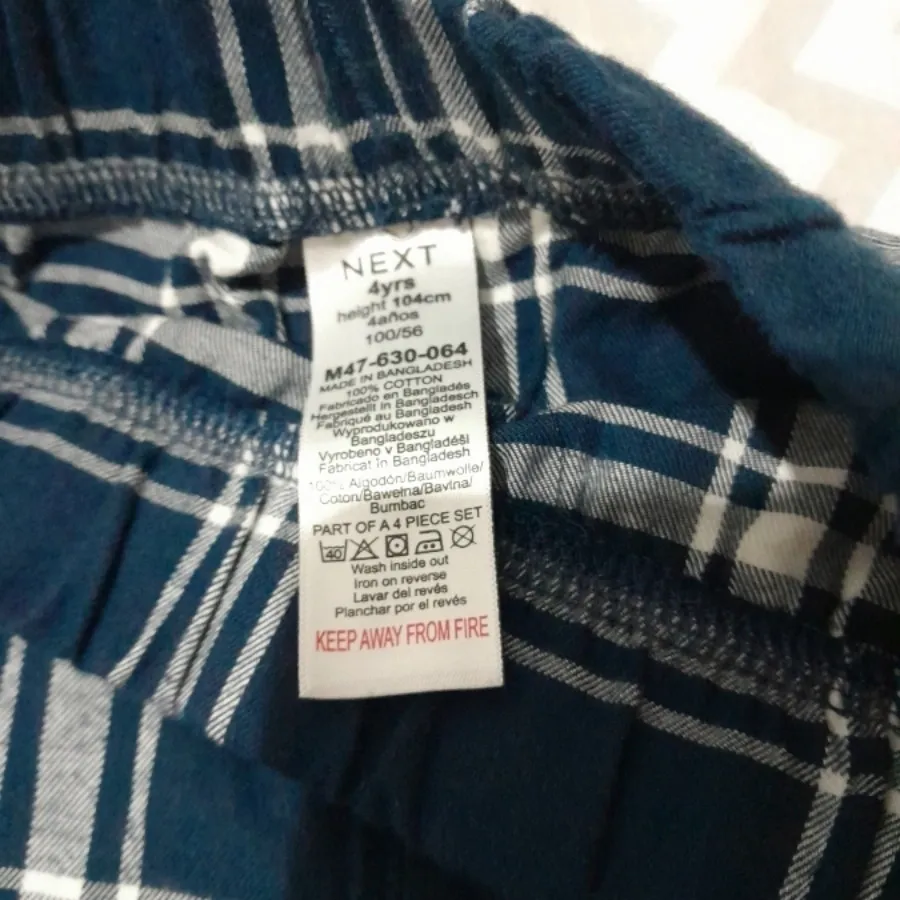 NEXT
4yrs
height 104cm
4años
100/56
M47-630-064
MADE IN BANGLADESH
100% COTTON
Fabricado en Bangladés
Hergestellt in Bangladesch
Fabriqué au Bangladesh
Wyprodukowano w
Bangladeszu
Vyrobeno v Bangladéši
Fabricat în Bangladesh
100% Algodón/Baumwolle/
Coton/Bawełna/Bavlna/
Bumbac
PART OF A 4 PIECE SET
40
Wash inside out
Iron on reverse
Lavar del revés
Planchar por el revés
KEEP AWAY FROM FIRE